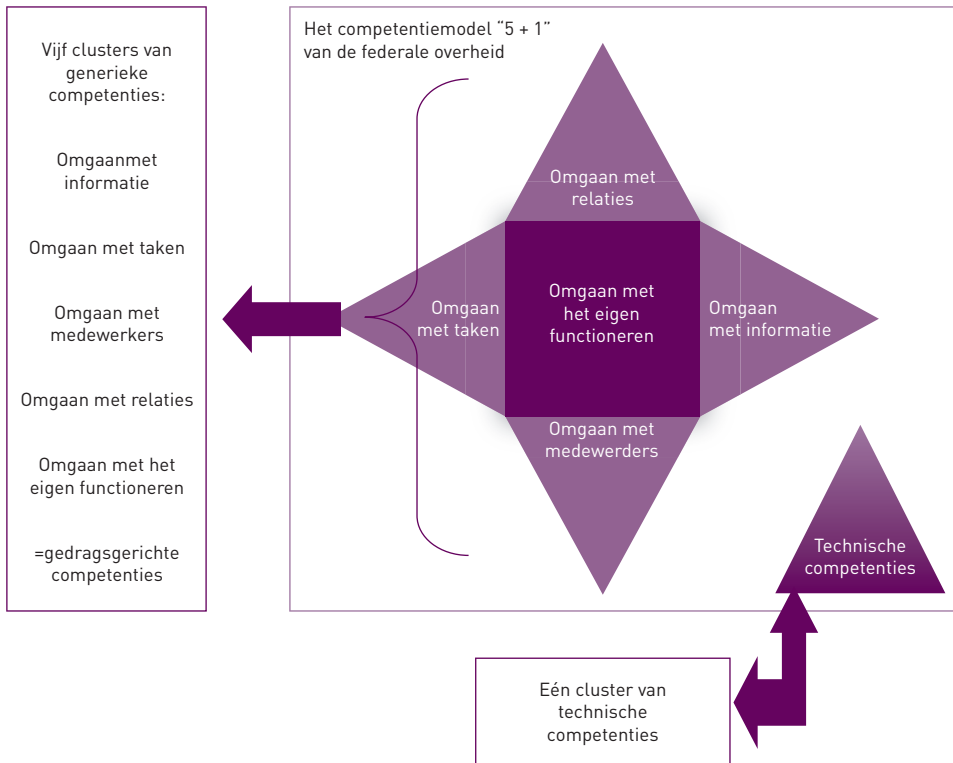 Vijf clusters van
generieke
competenties:
Omgaanmet
informatie
Omgaan met taken
Omgaan met
medewerkers
Omgaan met relaties
Omgaan met het
eigen functioneren
=gedragsgerichte
competenties
Het competentiemodel “5 + 1”
van de federale overheid
Omgaan met
relaties
Omgaan
met taken
Omgaan met
het eigen
functioneren
Omgaan
met informatie
Omgaan met
medewerders
Technische
competenties
Eén cluster van
technische
competenties